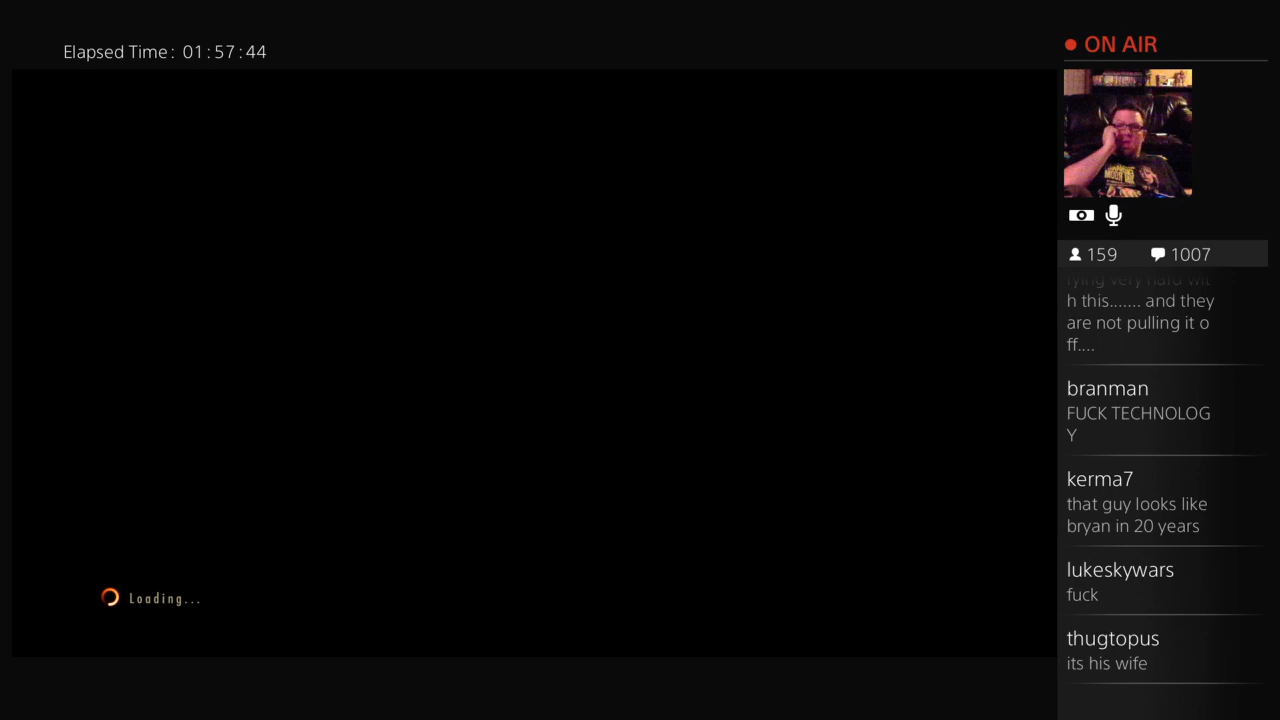 Elapsed Time: 01:57:44
ON AIR
159 1007
h this....... and they
are not pulling it o
ff....
branman
FUCK TECHNOLOG
Y
kerma7
that guy looks like
bryan in 20 years
lukeskywars
fuck
thugtopus
its his wife
Loading...